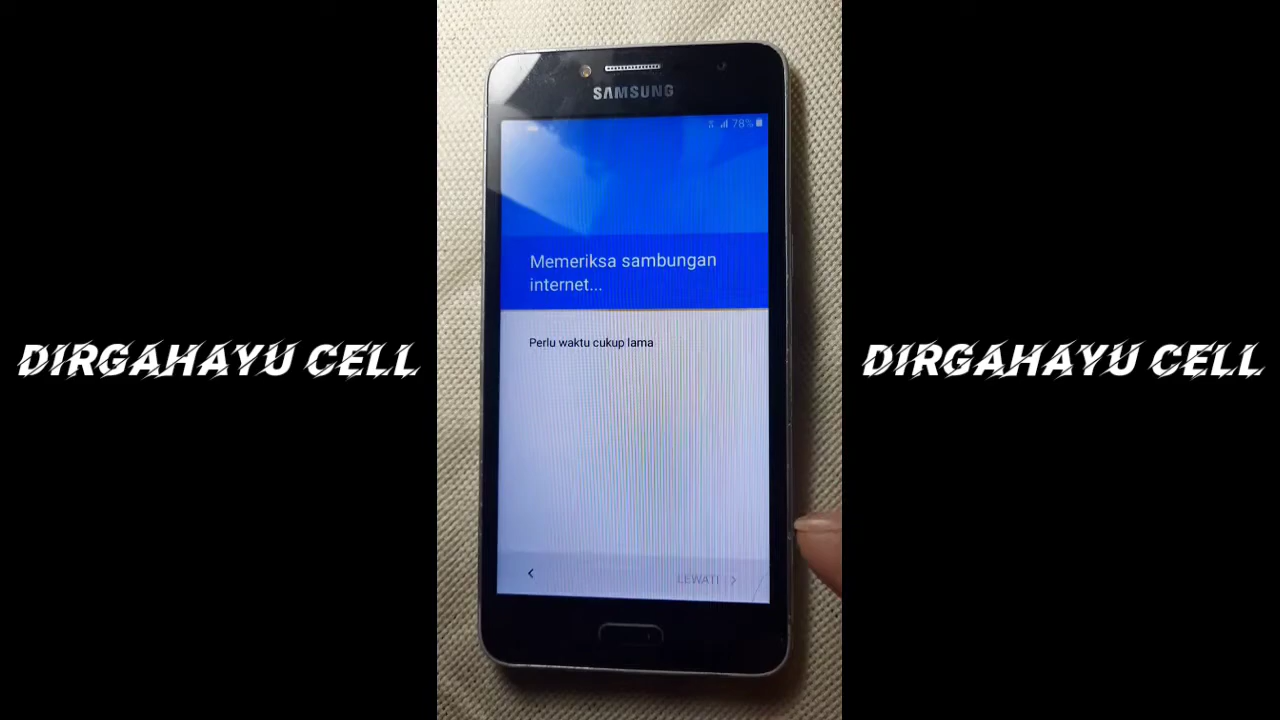 SAMSUNG
78%
Memeriksa sambungan
internet...
Perlu waktu cukup lama
LEWATI
DIRGAHAYU CELL
DIRGAHAYU CELL